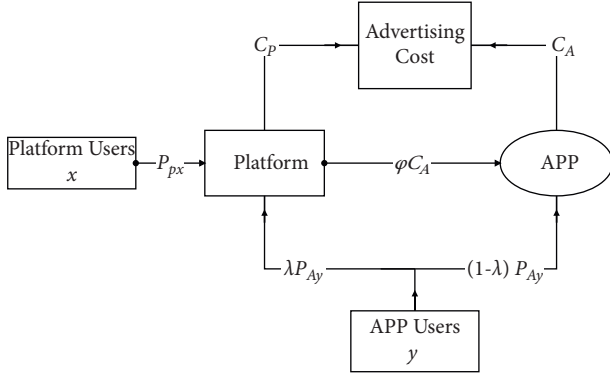 C_P
Advertising
Cost
C_A
Platform Users
x
P_px
Platform
φC_A
APP
λP_Ay
(1-λ) P_Ay
APP Users
y